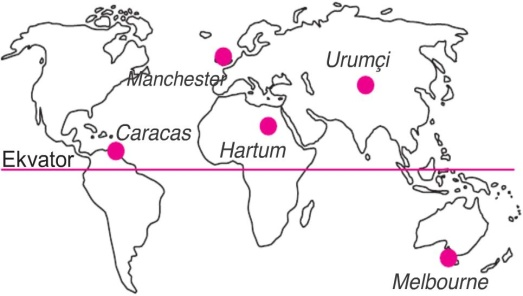 Urumçi
Manchester
Caracas
Hartum
Ekvator
Melbourne